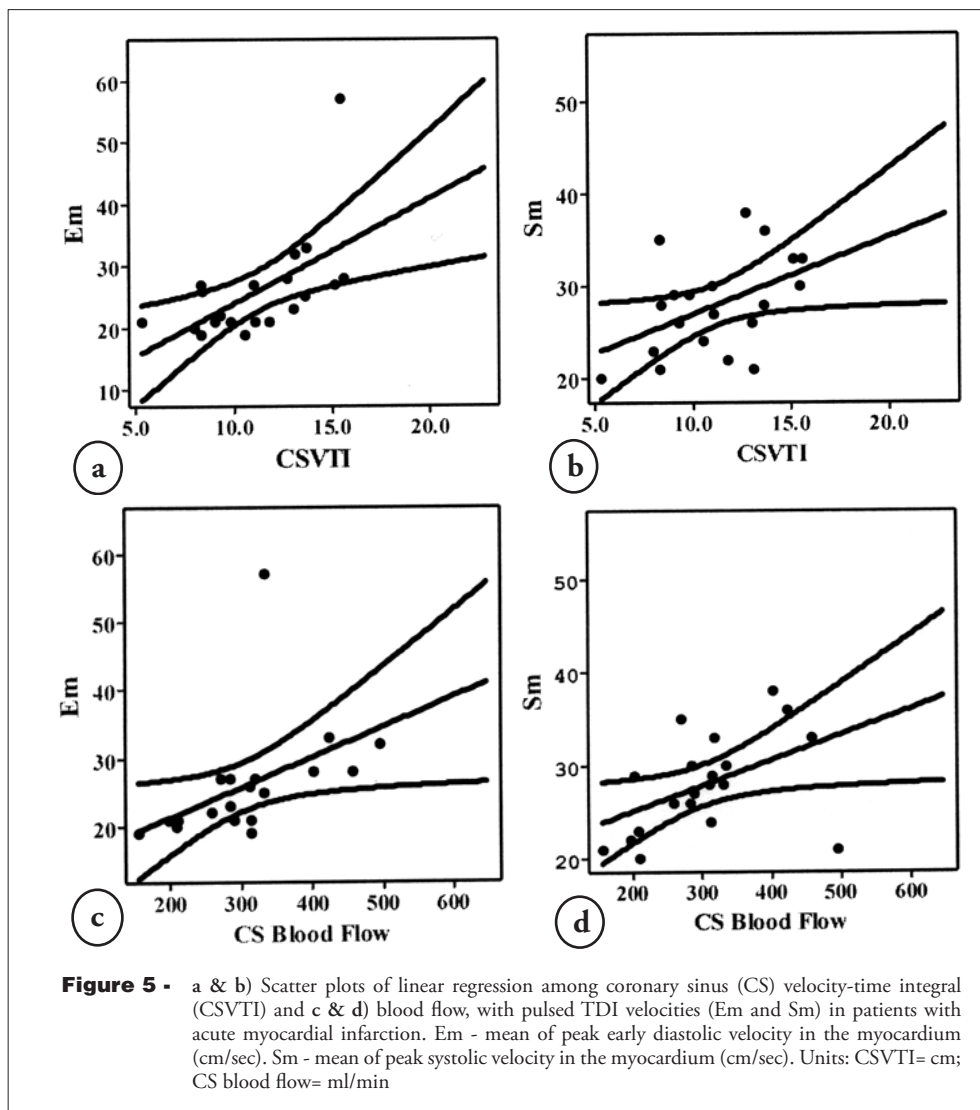 60
50
40
30
20
10
Em
5.0 10.0 15.0 20.0
CSVTI
a
50
40
30
20
Sm
5.0 10.0 15.0 20.0
CSVTI
b
60
50
40
30
20
Em
200 300 400 500 600
CS Blood Flow
c
50
40
30
20
Sm
200 300 400 500 600
CS Blood Flow
d
Figure 5 - a & b) Scatter plots of linear regression among coronary sinus (CS) velocity-time integral
(CSVTI) and c & d) blood flow, with pulsed TDI velocities (Em and Sm) in patients with
acute myocardial infarction. Em - mean of peak early diastolic velocity in the myocardium
(cm/sec). Sm - mean of peak systolic velocity in the myocardium (cm/sec). Units: CSVTI= cm;
CS blood flow= ml/min